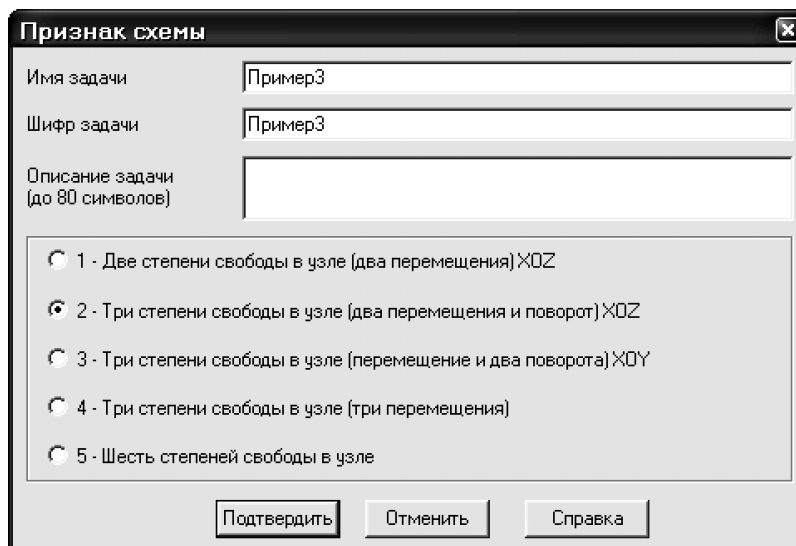 Признак схемы
Имя задачи
Пример3
Шифр задачи
Пример3
Описание задачи
(до 80 символов)
1 - Две степени свободы в узле (два перемещения) XOZ
2 - Три степени свободы в узле (два перемещения и поворот) XOZ
3 - Три степени свободы в узле (перемещение и два поворота) XOY
4 - Три степени свободы в узле (три перемещения)
5 - Шесть степеней свободы в узле
Подтвердить
Отменить
Справка